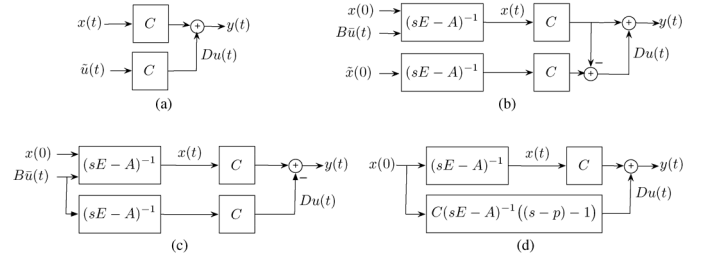 x(t) C + y(t)
ũ(t) C Du(t)
(a)
x(0) (sE − A)⁻¹ x(t) C + y(t)
Bū(t)
x̃(0) (sE − A)⁻¹ C − + Du(t)
(b)
x(0) (sE − A)⁻¹ x(t) C + y(t)
Bū(t) −
(sE − A)⁻¹ C Du(t)
(c)
x(0) (sE − A)⁻¹ x(t) C + y(t)
C(sE − A)⁻¹((s − p) − 1) Du(t)
(d)